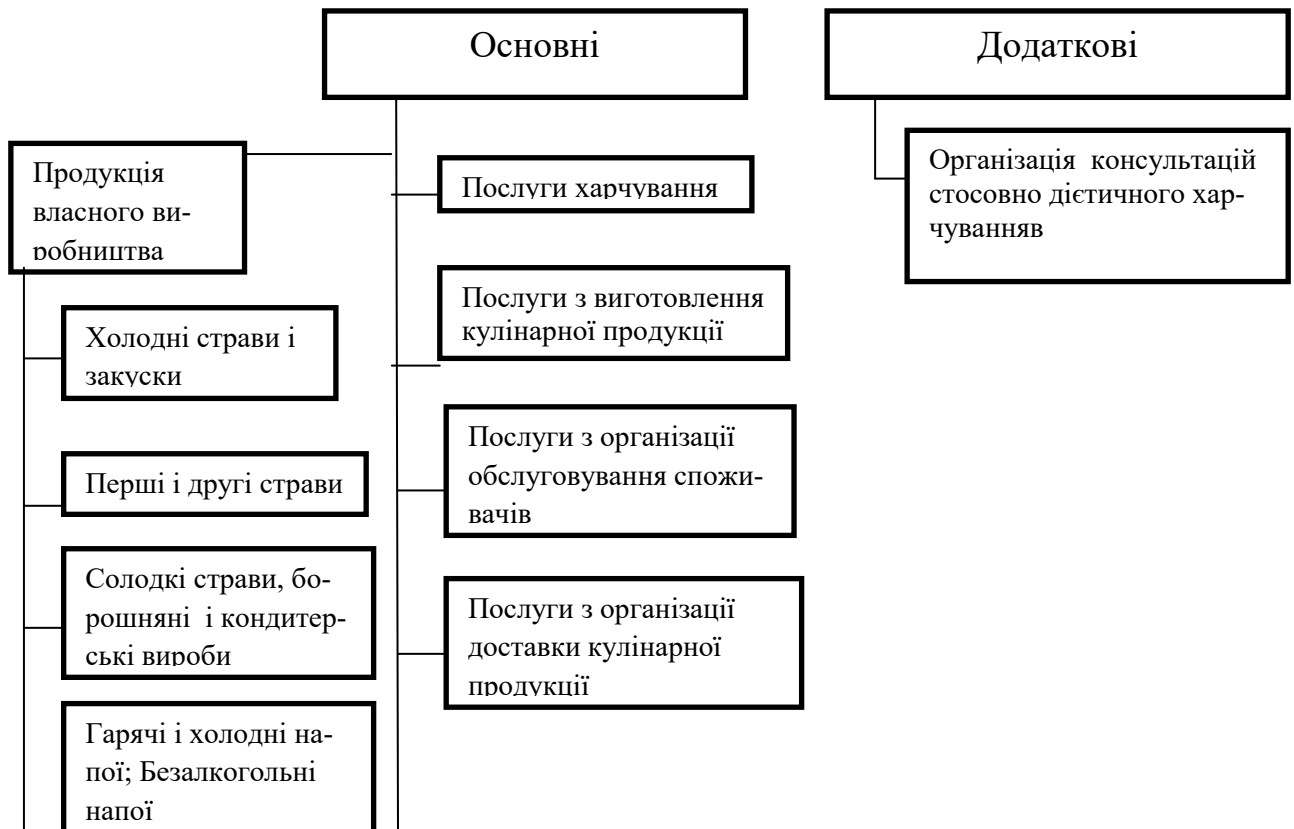 Основні
Додаткові
Продукція
власного ви-
робництва
Холодні страви і
закуски
Перші і другі страви
Солодкі страви, бо-
рошняні і кондитер-
ські вироби
Гарячі і холодні на-
пої; Безалкогольні
напої
Послуги харчування
Послуги з виготовлення
кулінарної продукції
Послуги з організації
обслуговування спожи-
вачів
Послуги з організації
доставки кулінарної
продукції
Організація консультацій
стосовно дієтичного хар-
чуванняв